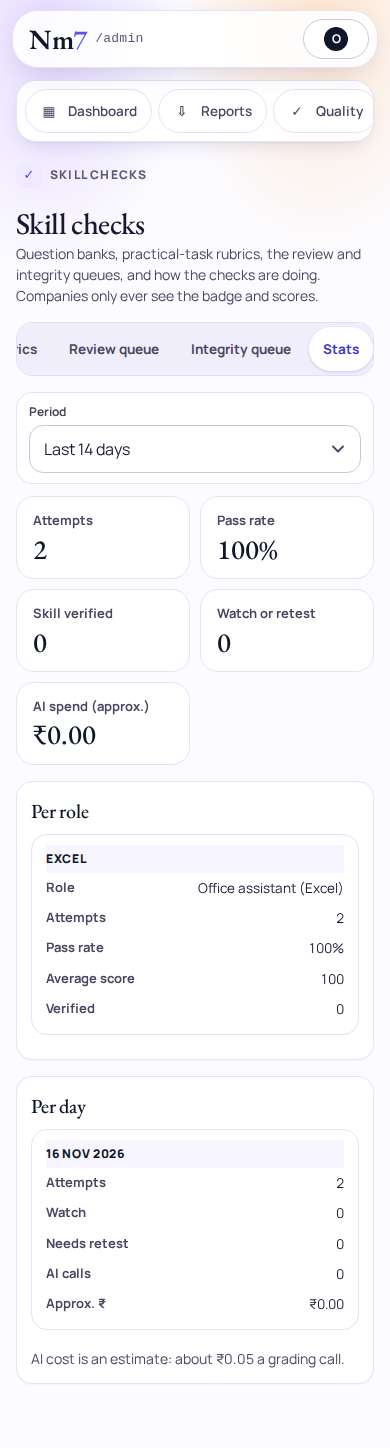 Nm7 /admin
O
Dashboard
Reports
Quality
SKILL CHECKS
Skill checks
Question banks, practical-task rubrics, the review and
integrity queues, and how the checks are doing.
Companies only ever see the badge and scores.
Review queue
Integrity queue
Stats
Period
Last 14 days
Attempts
2
Pass rate
100%
Skill verified
0
Watch or retest
0
AI spend (approx.)
₹0.00
Per role
EXCEL
Role Office assistant (Excel)
Attempts 2
Pass rate 100%
Average score 100
Verified 0
Per day
16 NOV 2026
Attempts 2
Watch 0
Needs retest 0
AI calls 0
Approx. ₹ ₹0.00
AI cost is an estimate: about ₹0.05 a grading call.